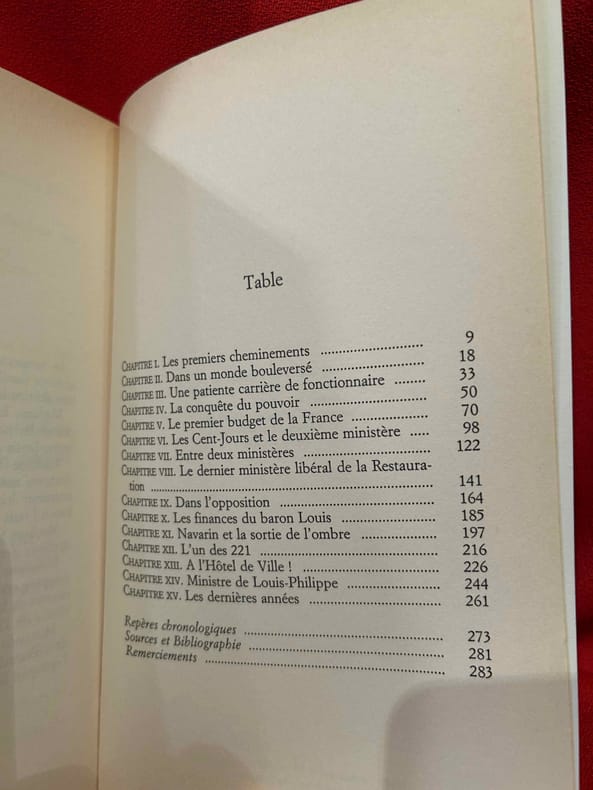 Table
CHAPITRE I. Les premiers cheminements .............................. 9
CHAPITRE II. Dans un monde bouleversé .............................. 18
CHAPITRE III. Une patiente carrière de fonctionnaire ........ 33
CHAPITRE IV. La conquête du pouvoir .............................. 50
CHAPITRE V. Le premier budget de la France .................... 70
CHAPITRE VI. Les Cent-Jours et le deuxième ministère ..... 98
CHAPITRE VII. Entre deux ministères .............................. 122
CHAPITRE VIII. Le dernier ministère libéral de la Restaura-
tion .............................. 141
CHAPITRE IX. Dans l'opposition .............................. 164
CHAPITRE X. Les finances du baron Louis .............................. 185
CHAPITRE XI. Navarin et la sortie de l'ombre .................... 197
CHAPITRE XII. L'un des 221 .............................. 216
CHAPITRE XIII. A l'Hôtel de Ville ! .............................. 226
CHAPITRE XIV. Ministre de Louis-Philippe .................... 244
CHAPITRE XV. Les dernières années .............................. 261
Repères chronologiques .............................. 273
Sources et Bibliographie .............................. 281
Remerciements .............................. 283